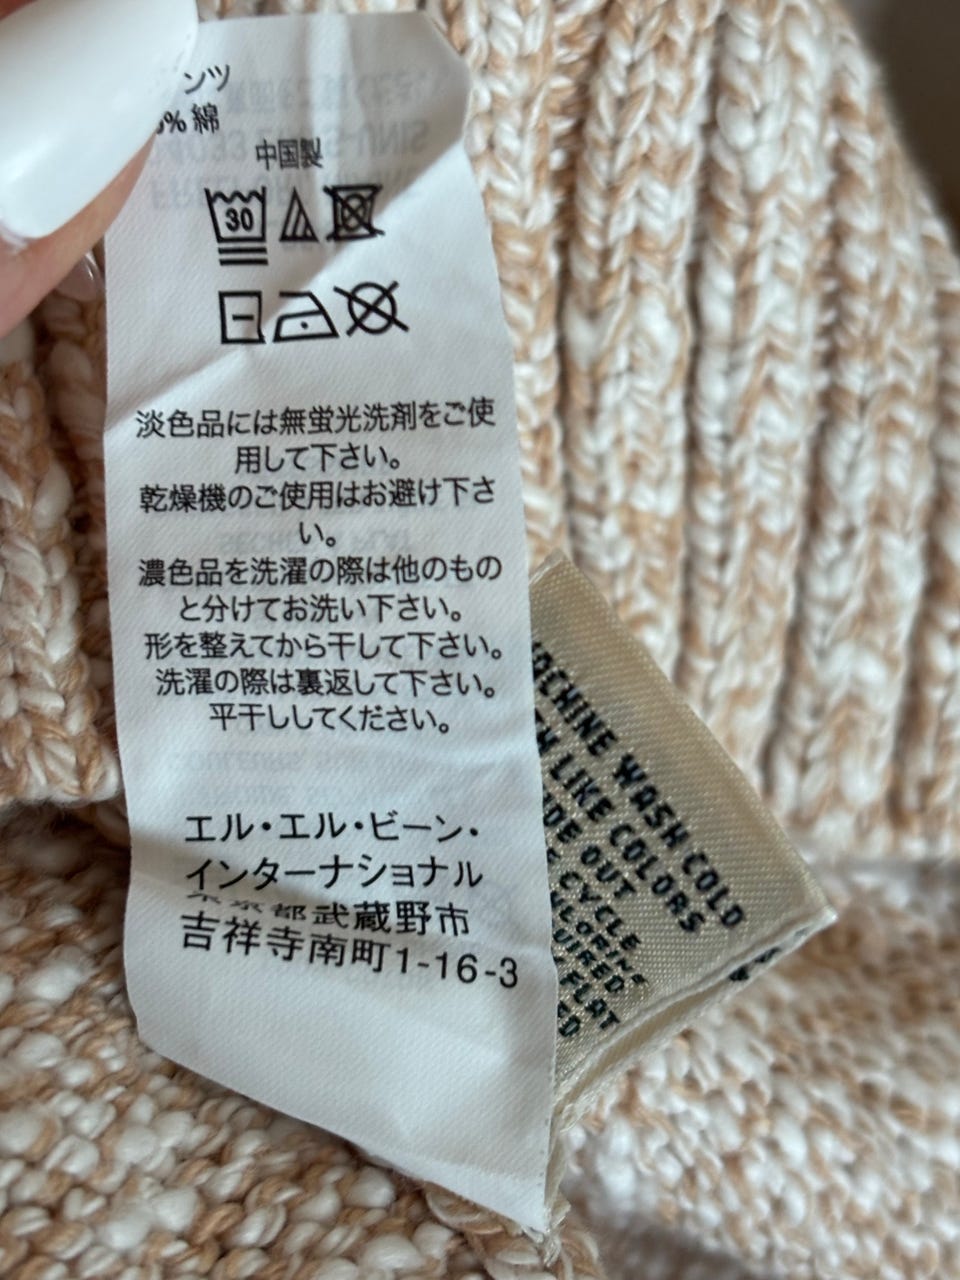 ンツ
% 綿
中国製
30
淡色品には無蛍光洗剤をご使
用して下さい。
乾燥機のご使用はお避け下さ
い。
濃色品を洗濯の際は他のもの
と分けてお洗い下さい。
形を整えてから干して下さい。
洗濯の際は裏返して下さい。
平干ししてください。
エル・エル・ビーン・
インターナショナル
東京都武蔵野市
吉祥寺南町1-16-3
MACHINE WASH COLD
LIKE COLORS
OUT
CYCLE
FLAT